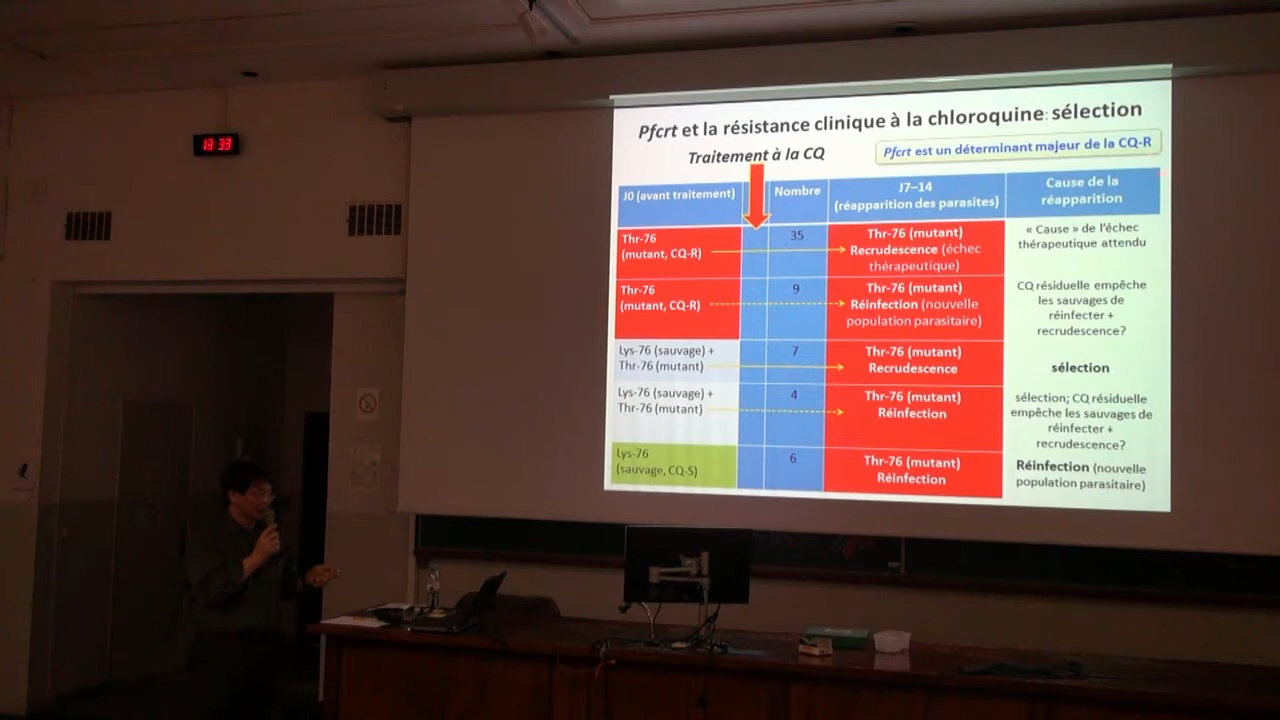 13:33
Pfcrt et la résistance clinique à la chloroquine: sélection
Traitement à la CQ
Pfcrt est un déterminant majeur de la CQ-R
J0 (avant traitement)
Nombre
J7–14
(réapparition des parasites)
Cause de la
réapparition
Thr-76
(mutant, CQ-R)
35
Thr-76 (mutant)
Recrudescence (échec
thérapeutique)
« Cause » de l'échec
thérapeutique attendu
Thr-76
(mutant, CQ-R)
9
Thr-76 (mutant)
Réinfection (nouvelle
population parasitaire)
CQ résiduelle empêche
les sauvages de
réinfecter +
recrudescence?
Lys-76 (sauvage) +
Thr-76 (mutant)
7
Thr-76 (mutant)
Recrudescence
sélection
Lys-76 (sauvage) +
Thr-76 (mutant)
4
Thr-76 (mutant)
Réinfection
sélection; CQ résiduelle
empêche les sauvages de
réinfecter +
recrudescence?
Lys-76
(sauvage, CQ-S)
6
Thr-76 (mutant)
Réinfection
Réinfection (nouvelle
population parasitaire)